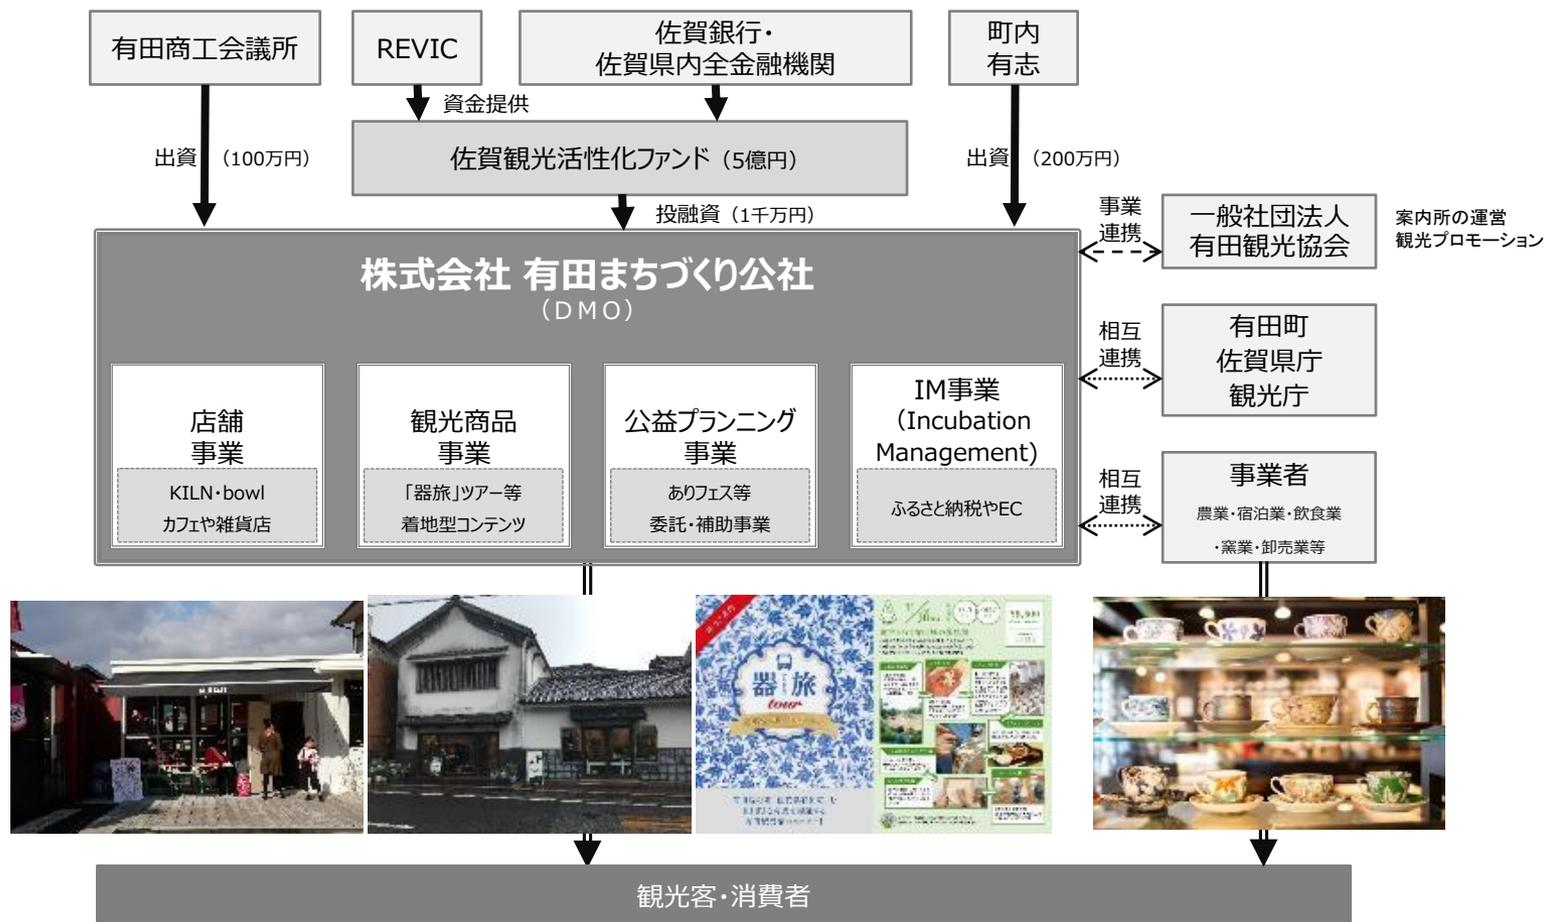 有田商工会議所
REVIC
佐賀銀行・
佐賀県内全金融機関
町内
有志
資金提供
出資
（100万円）
佐賀観光活性化ファンド（5億円）
出資
（200万円）
投融資（1千万円）
事業
連携
一般社団法人
有田観光協会
案内所の運営
観光プロモーション
株式会社 有田まちづくり公社
（ＤＭＯ）
相互
連携
有田町
佐賀県庁
観光庁
店舗
事業
KILN・bowl
カフェや雑貨店
観光商品
事業
「器旅」ツアー等
着地型コンテンツ
公益プランニング
事業
ありフェス等
委託・補助事業
IM事業
（Incubation
Management)
ふるさと納税やEC
相互
連携
事業者
農業・宿泊業・飲食業
・窯業・卸売業等
器旅
tour
観光客・消費者